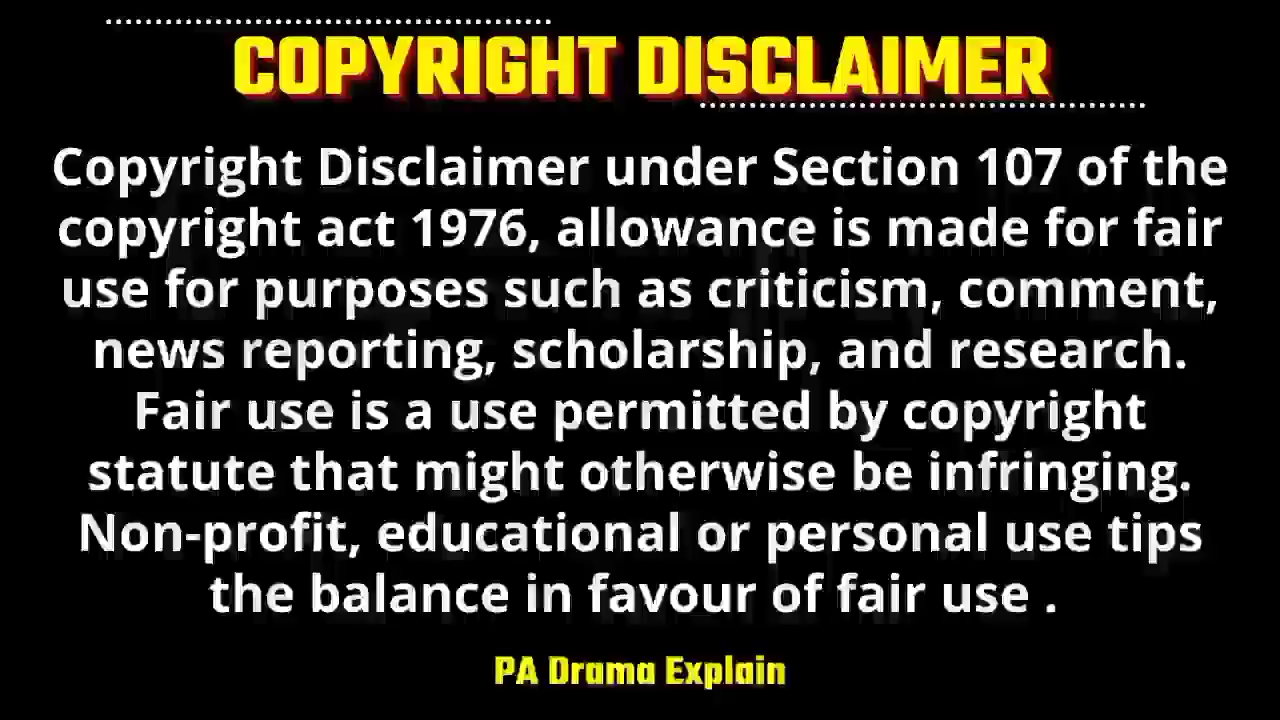 COPYRIGHT DISCLAIMER
Copyright Disclaimer under Section 107 of the
copyright act 1976, allowance is made for fair
use for purposes such as criticism, comment,
news reporting, scholarship, and research.
Fair use is a use permitted by copyright
statute that might otherwise be infringing.
Non-profit, educational or personal use tips
the balance in favour of fair use .
PA Drama Explain